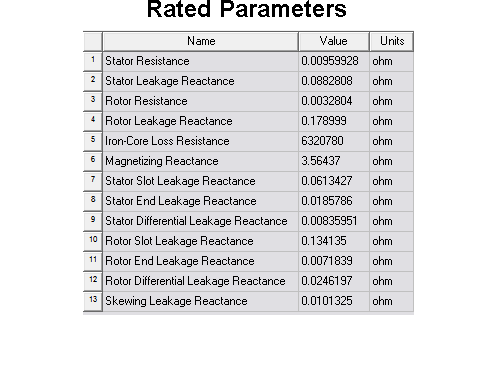 Rated Parameters
Name Value Units
1 Stator Resistance 0.00959928 ohm
2 Stator Leakage Reactance 0.0882808 ohm
3 Rotor Resistance 0.0032804 ohm
4 Rotor Leakage Reactance 0.178999 ohm
5 Iron-Core Loss Resistance 6320780 ohm
6 Magnetizing Reactance 3.56437 ohm
7 Stator Slot Leakage Reactance 0.0613427 ohm
8 Stator End Leakage Reactance 0.0185786 ohm
9 Stator Differential Leakage Reactance 0.00835951 ohm
10 Rotor Slot Leakage Reactance 0.134135 ohm
11 Rotor End Leakage Reactance 0.0071839 ohm
12 Rotor Differential Leakage Reactance 0.0246197 ohm
13 Skewing Leakage Reactance 0.0101325 ohm